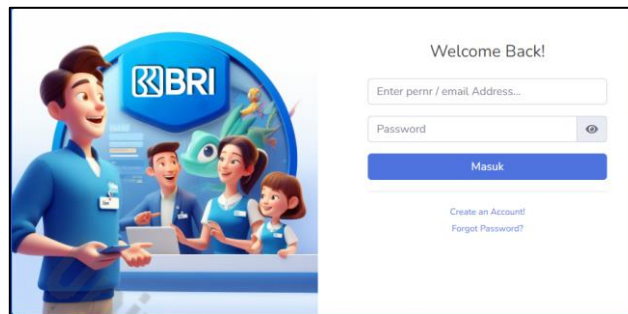 BRI
Welcome Back!
Enter pernr / email Address...
Password
Masuk
Create an Account!
Forgot Password?